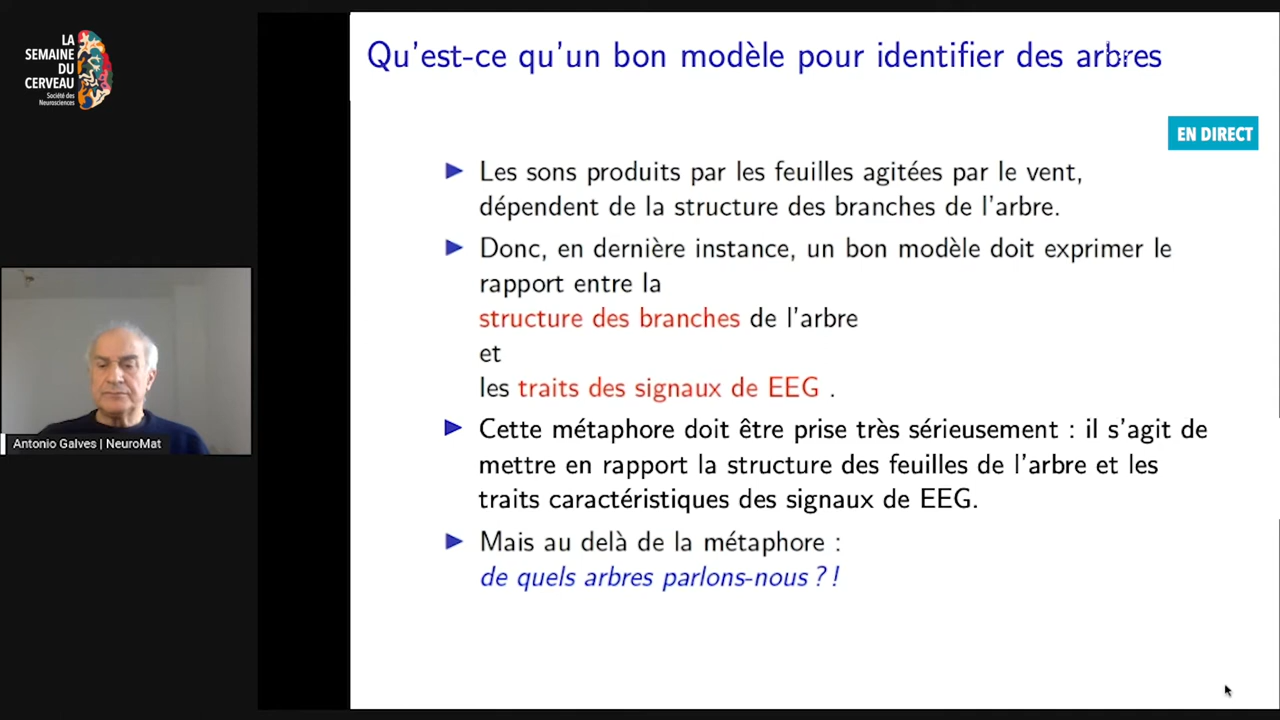 LA
SEMAINE
DU
CERVEAU
Société des
Neurosciences
Qu'est-ce qu'un bon modèle pour identifier des arbres
EN DIRECT
▶ Les sons produits par les feuilles agitées par le vent,
dépendent de la structure des branches de l'arbre.
▶ Donc, en dernière instance, un bon modèle doit exprimer le
rapport entre la
structure des branches de l'arbre
et
les traits des signaux de EEG .
▶ Cette métaphore doit être prise très sérieusement : il s'agit de
mettre en rapport la structure des feuilles de l'arbre et les
traits caractéristiques des signaux de EEG.
▶ Mais au delà de la métaphore :
de quels arbres parlons-nous ? !
Antonio Galves | NeuroMat